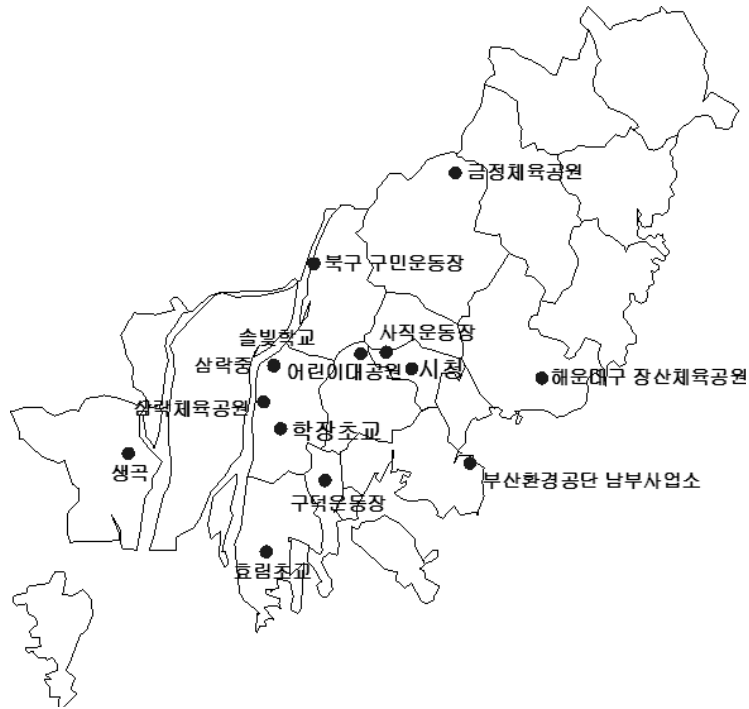 금정체육공원
북구 구민운동장
솔빛학교
사직운동장
삼락중
어린이대공원
시청
해운대구 장산체육공원
삼락체육공원
학장초교
생곡
구덕운동장
부산환경공단 남부사업소
효림초교